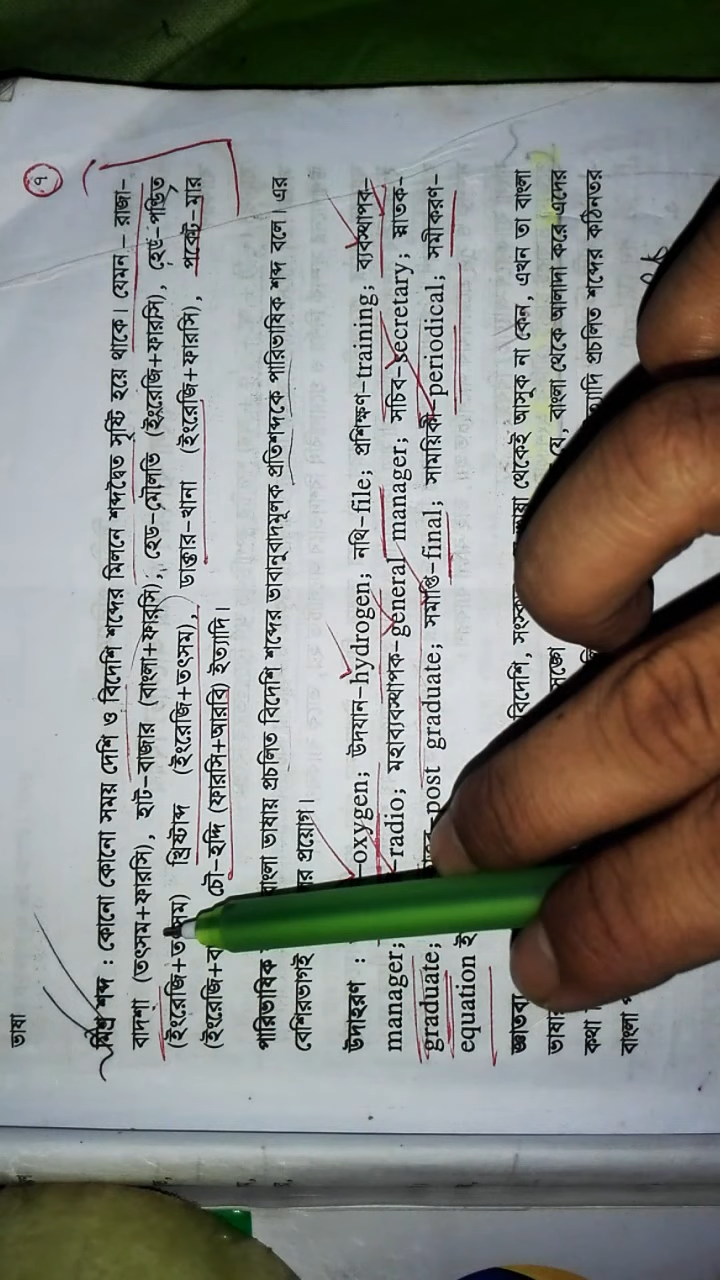 ভাষা
৭
মিশ্র শব্দ : কোনো কোনো সময় দেশি ও বিদেশি শব্দের মিলনে শব্দদ্বৈত সৃষ্টি হয়ে থাকে। যেমন – রাজা-
বাদশা (তৎসম+ফারসি), হাট-বাজার (বাংলা+ফারসি), হেড-মৌলভি (ইংরেজি+ফারসি), হেড-পণ্ডিত
(ইংরেজি+তৎসম) খ্রিষ্টাব্দ (ইংরেজি+তৎসম), ডাক্তার-খানা (ইংরেজি+ফারসি), পকেট-মার
(ইংরেজি+ চৌ-হদ্দি (ফারসি+আরবি) ইত্যাদি।
পারিভাষিক বাংলা ভাষায় প্রচলিত বিদেশি শব্দের ভাবানুবাদমূলক প্রতিশব্দকে পারিভাষিক শব্দ বলে। এর
বেশিরভাগই প্রয়োগ।
উদাহরণ : –oxygen; উদযান–hydrogen; নথি–file; প্রশিক্ষণ–training; ব্যবস্থাপক–
manager; –radio; মহাব্যবস্থাপক–general manager; সচিব–secretary; স্নাতক–
graduate; –post graduate; সমাপ্তি–final; সাময়িকী–periodical; সমীকরণ–
equation
জ্ঞাতব্য বিদেশি, থেকেই আসুক না কেন, এখন তা বাংলা
যে, বাংলা থেকে আলাদা করে এদের
কথা প্রচলিত শব্দের কঠিনতর
বাংলা